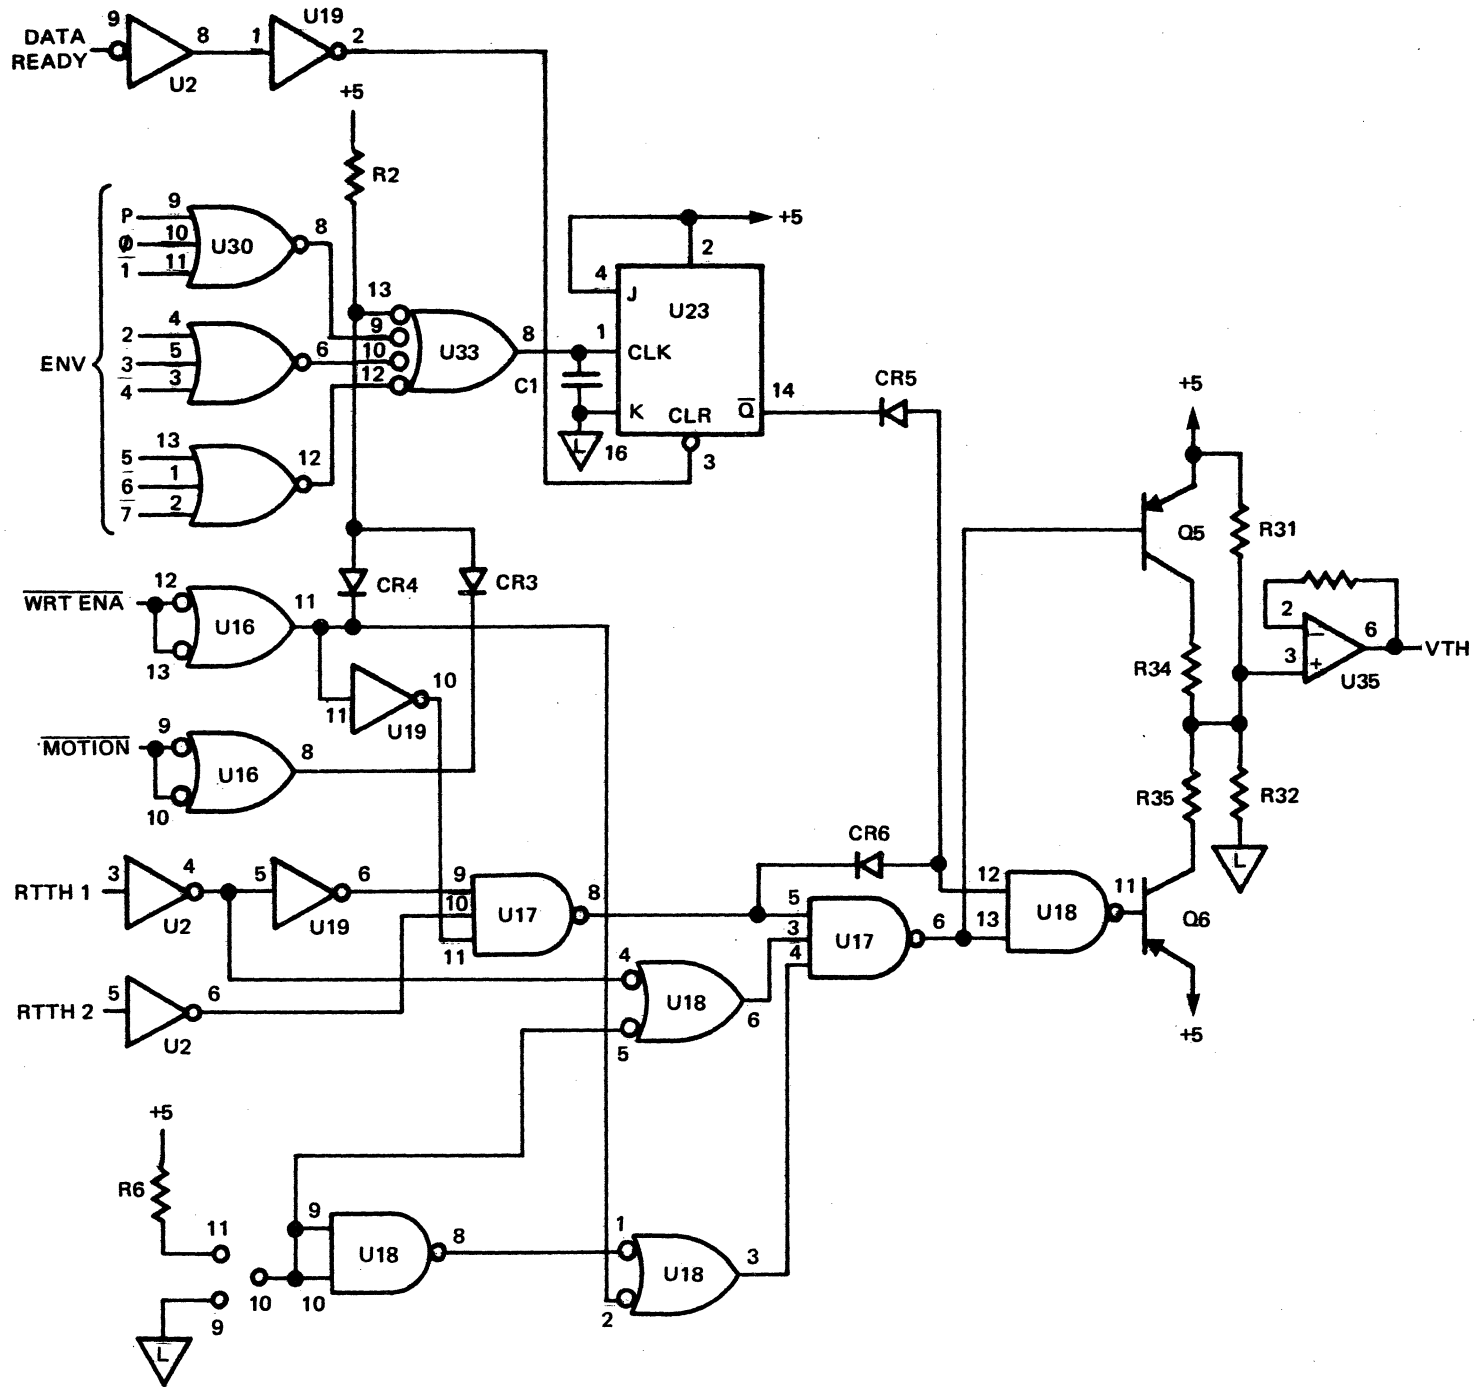 DATA READY 9 U2 8 1 U19 2
+5
R2
ENV
P 9
Ø 10 U30 8
1 11
2 4
3 5 6
4 3
5 13
6 1 12
7 2
13
9
10
12
U33 8
C1
+5
2
4 J
U23
1 CLK
K CLR Q 14
16 3
L
CR5
CR4 CR3
WRT ENA 12 U16 11
13
11 U19 10
MOTION 9 U16 8
10
RTTH 1 3 U2 4 5 U19 6
9
10 U17 8
11
RTTH 2 5 U2 6
4 U18 6
5
CR6
5
3 U17 6
4
12
13 U18 11
+5
Q5
R31
R34
2 −
3 + U35 6 VTH
R35 R32
L
Q6
+5
+5
R6
11
10
9
L
9
10 U18 8
1 U18 3
2